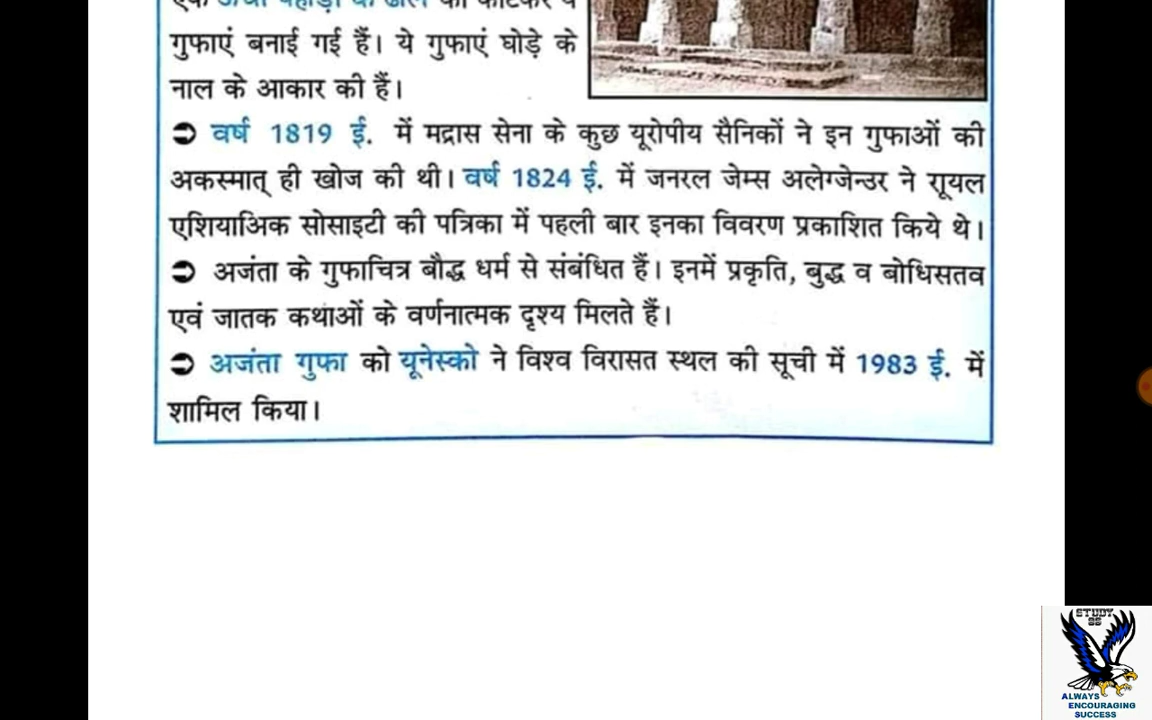 गुफाएं बनाई गई हैं। ये गुफाएं घोड़े के
नाल के आकार की हैं।
➲ वर्ष 1819 ई. में मद्रास सेना के कुछ यूरोपीय सैनिकों ने इन गुफाओं की
अकस्मात् ही खोज की थी। वर्ष 1824 ई. में जनरल जेम्स अलेग्जेन्डर ने रॉूयल
एशियाअिक सोसाइटी की पत्रिका में पहली बार इनका विवरण प्रकाशित किये थे।
➲ अजंता के गुफाचित्र बौद्ध धर्म से संबंधित हैं। इनमें प्रकृति, बुद्ध व बोधिसतव
एवं जातक कथाओं के वर्णनात्मक दृश्य मिलते हैं।
➲ अजंता गुफा को यूनेस्को ने विश्व विरासत स्थल की सूची में 1983 ई. में
शामिल किया।
STUDY
ALWAYS
ENCOURAGING
SUCCESS